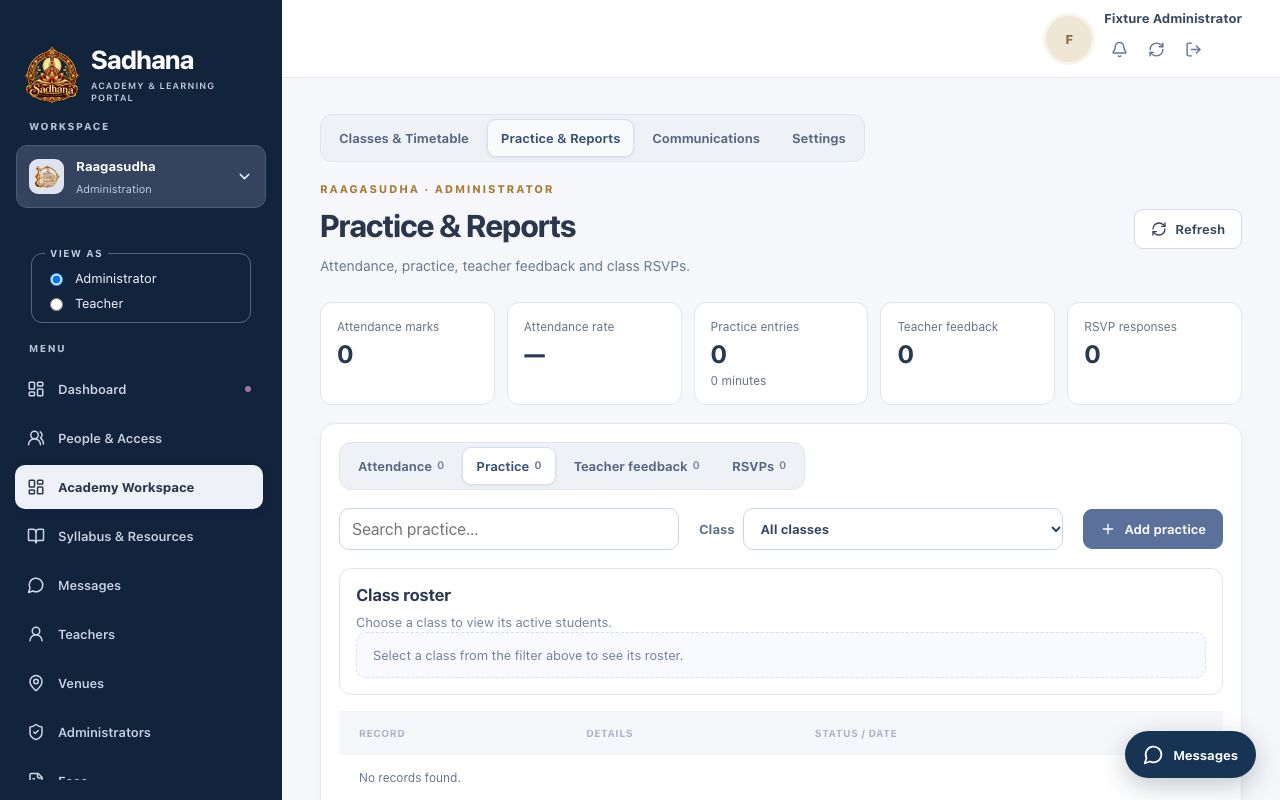 Sadhana
ACADEMY & LEARNING
PORTAL
Sadhana
WORKSPACE
Raagasudha
Administration
VIEW AS
Administrator
Teacher
MENU
Dashboard
People & Access
Academy Workspace
Syllabus & Resources
Messages
Teachers
Venues
Administrators
Fixture Administrator
F
Classes & Timetable
Practice & Reports
Communications
Settings
RAAGASUDHA · ADMINISTRATOR
Practice & Reports
Refresh
Attendance, practice, teacher feedback and class RSVPs.
Attendance marks
0
Attendance rate
—
Practice entries
0
0 minutes
Teacher feedback
0
RSVP responses
0
Attendance 0
Practice 0
Teacher feedback 0
RSVPs 0
Search practice...
Class
All classes
Add practice
Class roster
Choose a class to view its active students.
Select a class from the filter above to see its roster.
RECORD DETAILS STATUS / DATE
No records found.
Messages